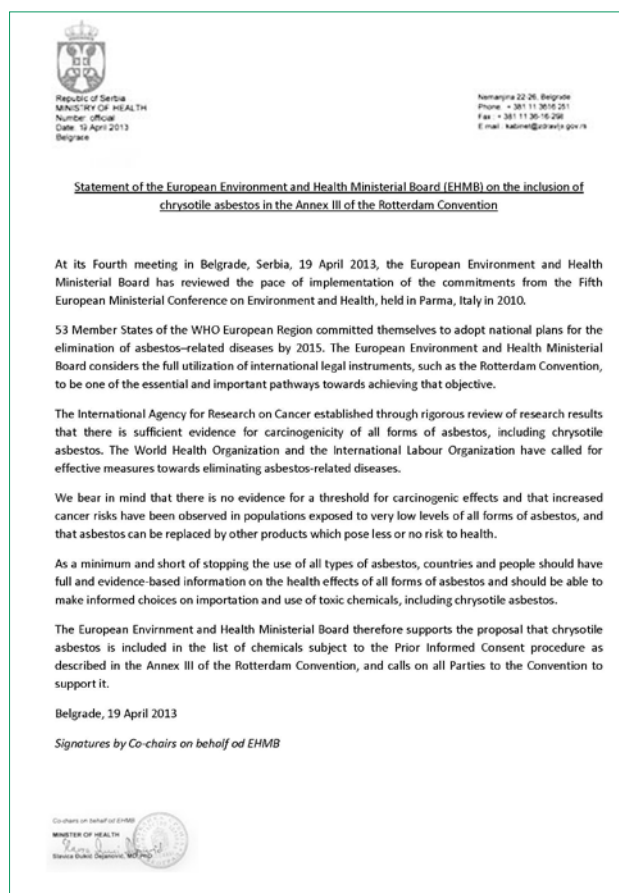 Republic of Serbia
MINISTRY OF HEALTH
Number: official
Date: 19 April 2013
Belgrace
Nemanjina 22-26, Belgrade
Phone: + 381 11 3616 251
Fax: + 381 11 36-16-298
E mail: kabinet@zdravlje.gov.rs
Statement of the European Environment and Health Ministerial Board (EHMB) on the inclusion of
chrysotile asbestos in the Annex III of the Rotterdam Convention
At its Fourth meeting in Belgrade, Serbia, 19 April 2013, the European Environment and Health
Ministerial Board has reviewed the pace of implementation of the commitments from the Fifth
European Ministerial Conference on Environment and Health, held in Parma, Italy in 2010.
53 Member States of the WHO European Region committed themselves to adopt national plans for the
elimination of asbestos–related diseases by 2015. The European Environment and Health Ministerial
Board considers the full utilization of international legal instruments, such as the Rotterdam Convention,
to be one of the essential and important pathways towards achieving that objective.
The International Agency for Research on Cancer established through rigorous review of research results
that there is sufficient evidence for carcinogenicity of all forms of asbestos, including chrysotile
asbestos. The World Health Organization and the International Labour Organization have called for
effective measures towards eliminating asbestos-related diseases.
We bear in mind that there is no evidence for a threshold for carcinogenic effects and that increased
cancer risks have been observed in populations exposed to very low levels of all forms of asbestos, and
that asbestos can be replaced by other products which pose less or no risk to health.
As a minimum and short of stopping the use of all types of asbestos, countries and people should have
full and evidence-based information on the health effects of all forms of asbestos and should be able to
make informed choices on importation and use of toxic chemicals, including chrysotile asbestos.
The European Envirnment and Health Ministerial Board therefore supports the proposal that chrysotile
asbestos is included in the list of chemicals subject to the Prior Informed Consent procedure as
described in the Annex III of the Rotterdam Convention, and calls on all Parties to the Convention to
support it.
Belgrade, 19 April 2013
Signatures by Co-chairs on behalf od EHMB
Co-chairs on behalf od EHMB
MINISTER OF HEALTH
Slavica Đukić Dejanović, MD, PhD